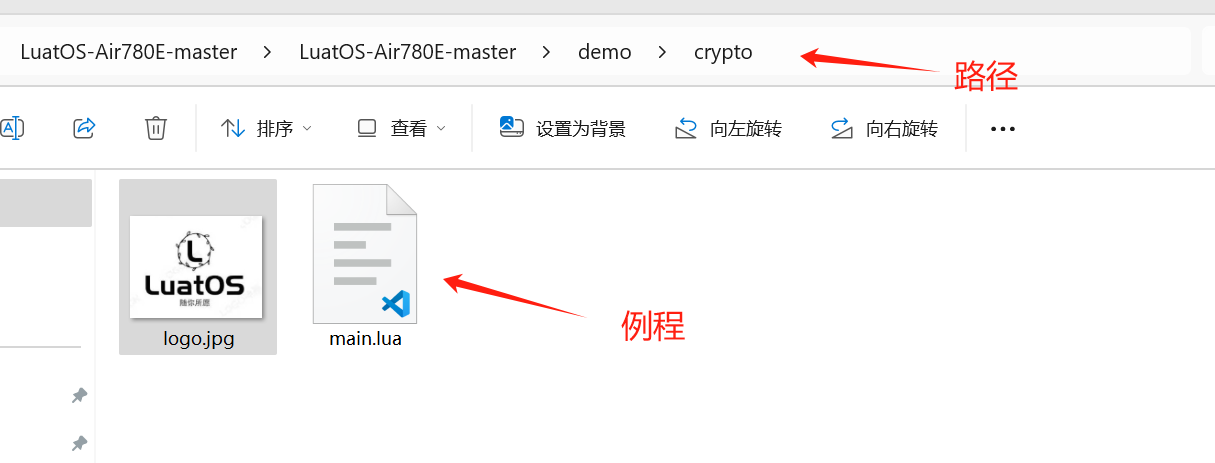 LuatOS-Air780E-master > LuatOS-Air780E-master > demo > crypto
路径
排序 查看 设置为背景 向左旋转 向右旋转 •••
L
LuatOS
随你所愿
logo.jpg main.lua
例程